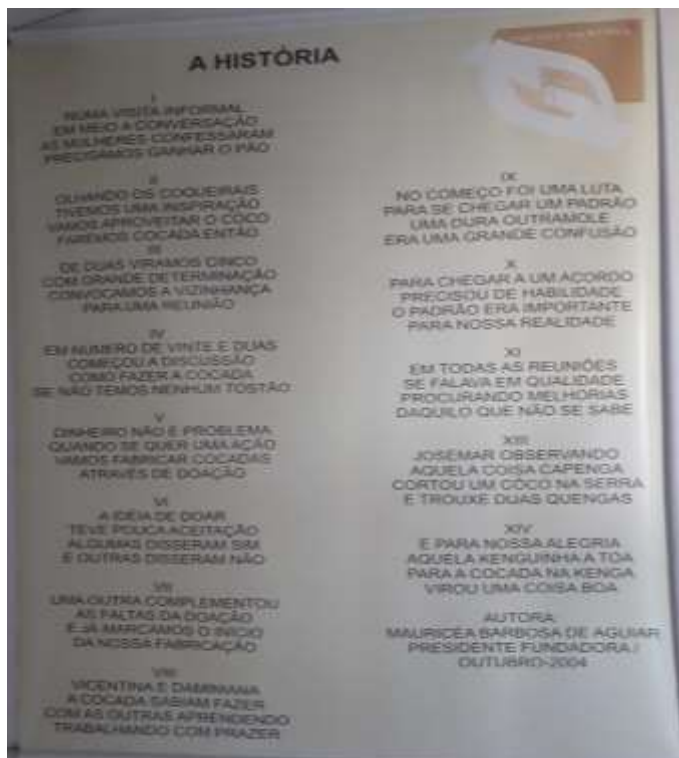 A HISTÓRIA
I
NUMA VISITA INFORMAL
EM MEIO A CONVERSAÇÃO
AS MULHERES CONFESSARAM
PRECISAMOS GANHAR O PÃO
II
OLHANDO OS COQUEIRAIS
TIVEMOS UMA INSPIRAÇÃO
VAMOS APROVEITAR O COCO
FAREMOS COCADA ENTÃO
III
DE DUAS VIRAMOS CINCO
COM GRANDE DETERMINAÇÃO
CONVOCAMOS A VIZINHANÇA
PARA UMA REUNIÃO
IV
EM NUMERO DE VINTE E DUAS
COMEÇOU A DISCUSSÃO
COMO FAZER A COCADA
SE NÃO TEMOS NENHUM TOSTÃO
V
DINHEIRO NÃO É PROBLEMA
QUANDO SE QUER UMA AÇÃO
VAMOS FABRICAR COCADAS
ATRAVÉS DE DOAÇÃO
VI
A IDÉIA DE DOAR
TEVE POUCA ACEITAÇÃO
ALGUMAS DISSERAM SIM
E OUTRAS DISSERAM NÃO
VII
UMA OUTRA COMPLEMENTOU
AS FALTAS DA DOAÇÃO
E JÁ MARCAMOS O INÍCIO
DA NOSSA FABRICAÇÃO
VIII
VICENTINA E DAMINANA
A COCADA SABIAM FAZER
COM AS OUTRAS APRENDENDO
TRABALHANDO COM PRAZER
IX
NO COMEÇO FOI UMA LUTA
PARA SE CHEGAR UM PADRÃO
UMA DURA OUTRAMOLE
ERA UMA GRANDE CONFUSÃO
X
PARA CHEGAR A UM AÇORDO
PRECISOU DE HABILIDADE
O PADRÃO ERA IMPORTANTE
PARA NOSSA REALIDADE
XI
EM TODAS AS REUNIÕES
SE FALAVA EM QUALIDADE
PROCURANDO MELHORIAS
DAQUILO QUE NÃO SE SABE
XIII
JOSEMAR OBSERVANDO
AQUELA COISA CAPENGA
CORTOU UM CÔCO NA SERRA
E TROUXE DUAS QUENGAS
XIV
E PARA NOSSA ALEGRIA
AQUELA KENGUINHA A TOA
PARA A COCADA NA KENGA
VIROU UMA COISA BOA
AUTORA:
MAURICÉA BARBOSA DE AGUIAR
PRESIDENTE FUNDADORA /
OUTUBRO-2004